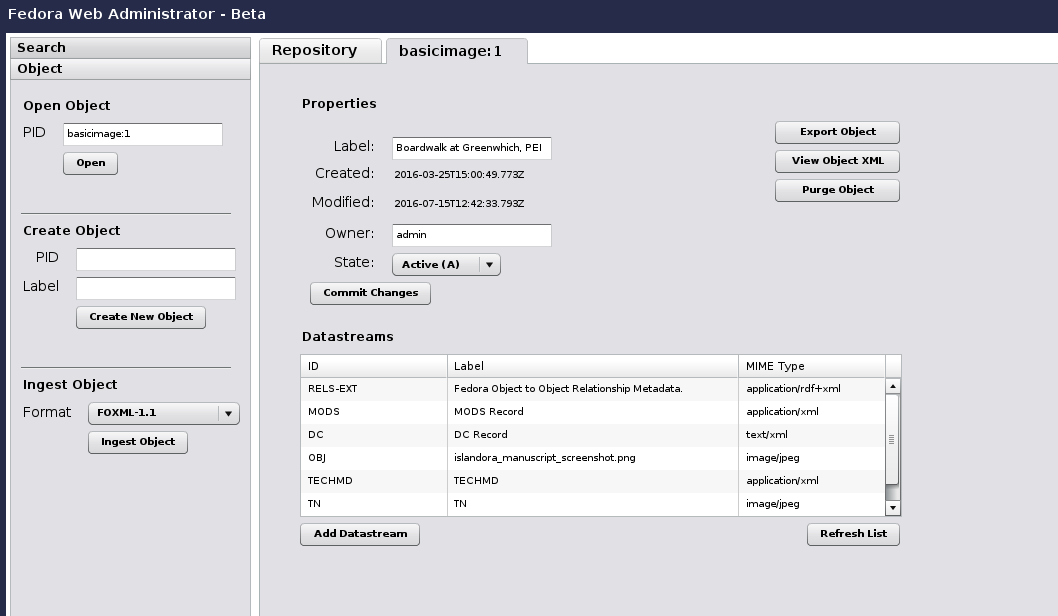 Fedora Web Administrator - Beta
Search
Object
Open Object
PID basicimage:1
Open
Create Object
PID
Label
Create New Object
Ingest Object
Format FOXML-1.1
Ingest Object
Repository basicimage:1
Properties
Label: Boardwalk at Greenwhich, PEI
Created: 2016-03-25T15:00:49.773Z
Modified: 2016-07-15T12:42:33.793Z
Owner: admin
State: Active (A)
Commit Changes
Export Object
View Object XML
Purge Object
Datastreams
ID Label MIME Type
RELS-EXT Fedora Object to Object Relationship Metadata. application/rdf+xml
MODS MODS Record application/xml
DC DC Record text/xml
OBJ islandora_manuscript_screenshot.png image/jpeg
TECHMD TECHMD application/xml
TN TN image/jpeg
Add Datastream Refresh List